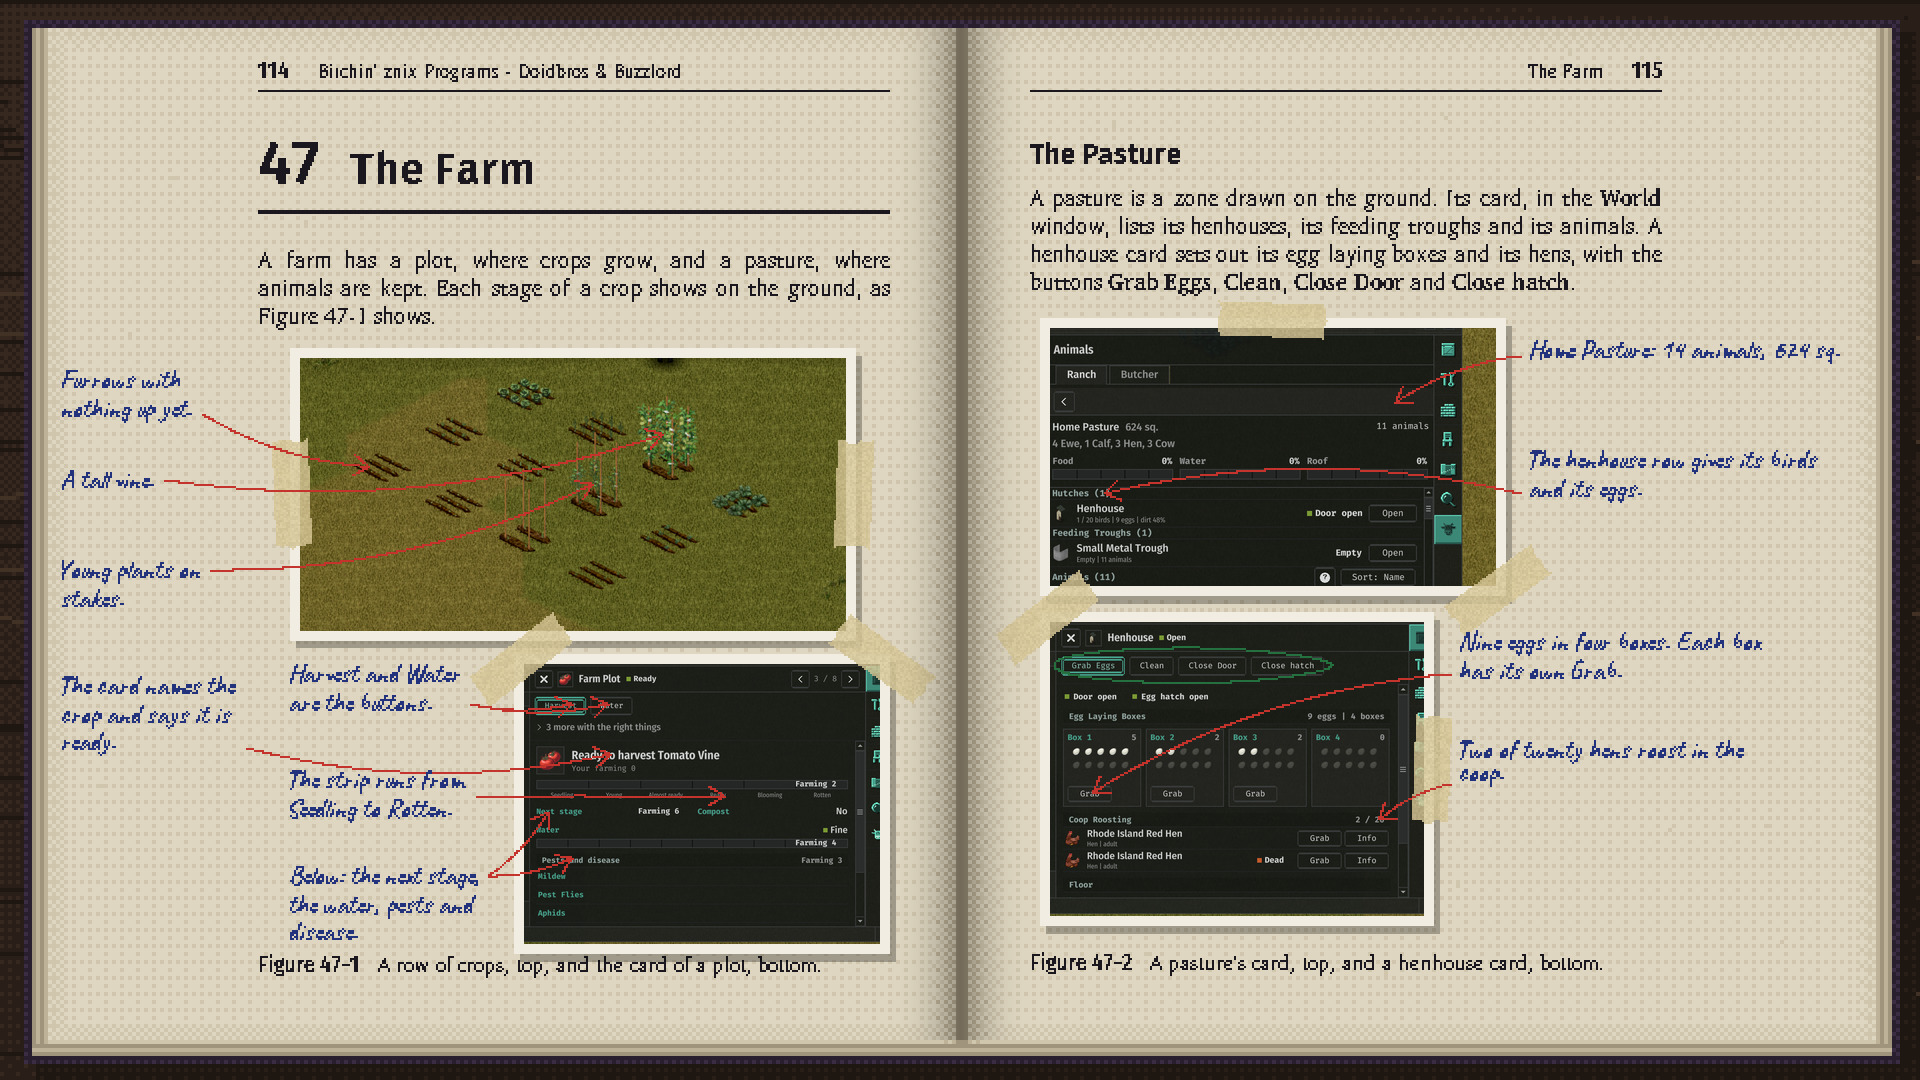 114 Birchin' znix Programs - Doidbros & Buzzlord
47 The Farm
A farm has a plot, where crops grow, and a pasture, where
animals are kept. Each stage of a crop shows on the ground, as
Figure 47-1 shows.
Furrows with
nothing up yet.
A tall vine
Young plants on
stakes.
The card names the
crop and says it is
ready.
Harvest and Water
are the buttons.
The strip runs from
Seedling to Rotten.
Below: the next stage,
the water, pests and
disease
Farm Plot Ready 3 / 8
Harvest Water
> 3 more with the right things
Ready to harvest Tomato Vine
Your farming 0
Farming 2
Seedling Young Almost ready Blooming Rotten
Next stage Farming 6 Compost No
Water Fine
Farming 4
Pests and disease Farming 3
Mildew
Pest Flies
Aphids
Figure 47-1 A row of crops, top, and the card of a plot, bottom.
The Farm 115
The Pasture
A pasture is a zone drawn on the ground. Its card, in the World
window, lists its henhouses, its feeding troughs and its animals. A
henhouse card sets out its egg laying boxes and its hens, with the
buttons Grab Eggs, Clean, Close Door and Close hatch.
Animals
Ranch Butcher
<
Home Pasture 624 sq. 11 animals
4 Ewe, 1 Calf, 3 Hen, 3 Cow
Food 0% Water 0% Roof 0%
Hutches (1)
Henhouse
1 / 20 birds | 9 eggs | dirt 48%
Door open Open
Feeding Troughs (1)
Small Metal Trough
Empty | 11 animals
Empty Open
Animals (11) ? Sort: Name
Home Pasture: 11 animals, 624 sq.
The henhouse row gives its birds
and its eggs.
Henhouse Open
Grab Eggs Clean Close Door Close hatch
Door open Egg hatch open
Egg Laying Boxes 9 eggs | 4 boxes
Box 1 5 Box 2 2 Box 3 2 Box 4 0
Grab Grab Grab
Coop Roosting 2 / 20
Rhode Island Red Hen
Hen | adult
Grab Info
Rhode Island Red Hen
Hen | adult
Dead Grab Info
Floor
Nine eggs in four boxes. Each box
has its own Grab.
Two of twenty hens roost in the
coop.
Figure 47-2 A pasture's card, top, and a henhouse card, bottom.